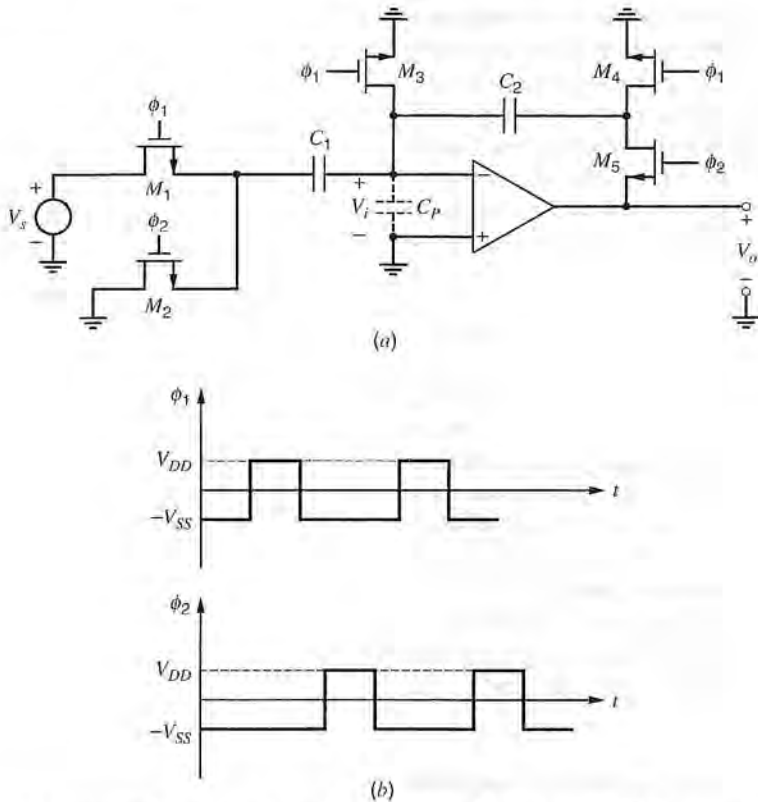 ϕ1
M3
C2
M4
ϕ1
ϕ1
M1
C1
M5
ϕ2
Vs
+
−
ϕ2
M2
+
Vi
−
CP
−
+
+
Vo
−
(a)
ϕ1
VDD
t
−VSS
ϕ2
VDD
t
−VSS
(b)